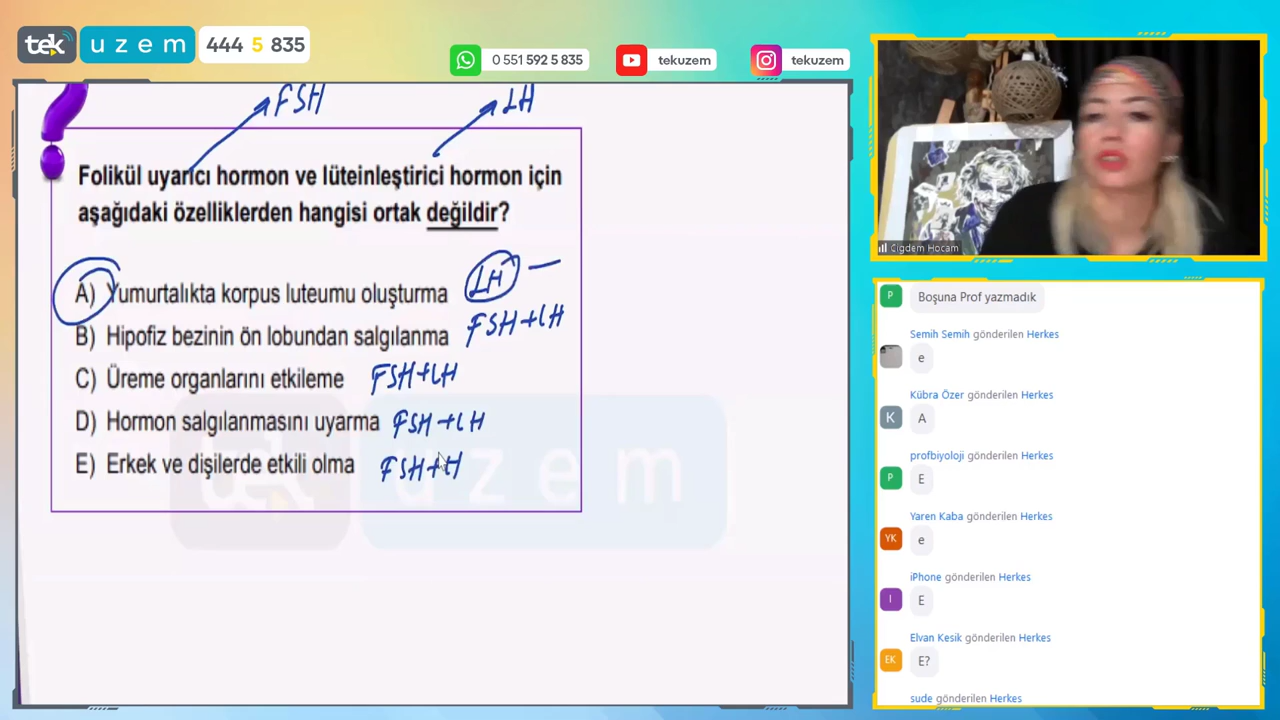 tek uzem 444 5 835
0 551 592 5 835 tekuzem tekuzem
FSH LH
Folikül uyarıcı hormon ve lüteinleştirici hormon için
aşağıdaki özelliklerden hangisi ortak değildir?
A) Yumurtalıkta korpus luteumu oluşturma LH —
B) Hipofiz bezinin ön lobundan salgılanma FSH+LH
C) Üreme organlarını etkileme FSH+LH
D) Hormon salgılanmasını uyarma FSH+LH
E) Erkek ve dişilerde etkili olma FSH+LH
tek uzem
Çigdem Hocam
P Boşuna Prof yazmadık
Semih Semih gönderilen Herkes
e
Kübra Özer gönderilen Herkes
K A
profbiyoloji gönderilen Herkes
P E
Yaren Kaba gönderilen Herkes
YK e
iPhone gönderilen Herkes
I E
Elvan Kesik gönderilen Herkes
EK E?
sude gönderilen Herkes